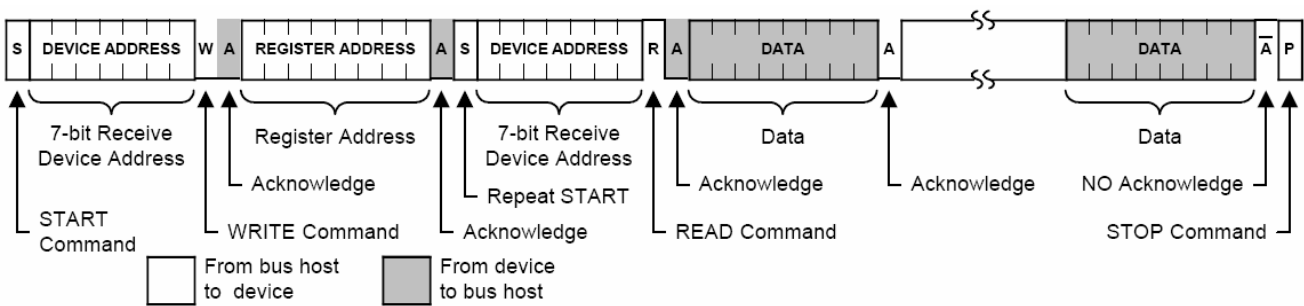 S DEVICE ADDRESS W A REGISTER ADDRESS A S DEVICE ADDRESS R A DATA A DATA A̅ P
7-bit Receive
Device Address
Register Address
7-bit Receive
Device Address
Data
Data
Acknowledge
Repeat START
Acknowledge
Acknowledge
NO Acknowledge
START
Command
WRITE Command
Acknowledge
READ Command
STOP Command
From bus host
to device
From device
to bus host